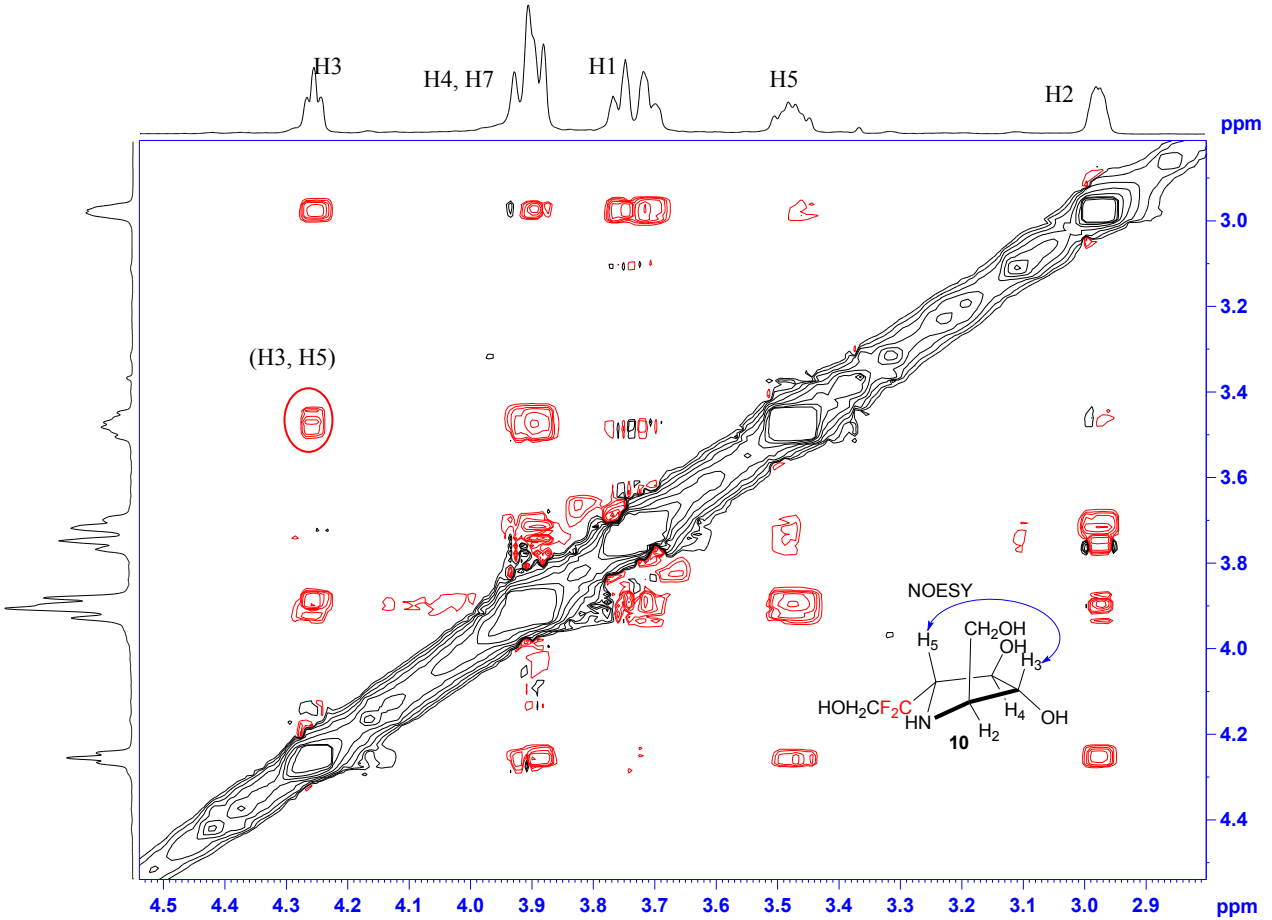 H3
H4, H7
H1
H5
H2
ppm
3.0
3.2
(H3, H5)
3.4
3.6
3.8
NOESY
CH₂OH
H₅
OH
H₃
4.0
HOH₂CF₂C
HN
H₂
H₄
OH
10
4.2
4.4
4.5 4.4 4.3 4.2 4.1 4.0 3.9 3.8 3.7 3.6 3.5 3.4 3.3 3.2 3.1 3.0 2.9 ppm